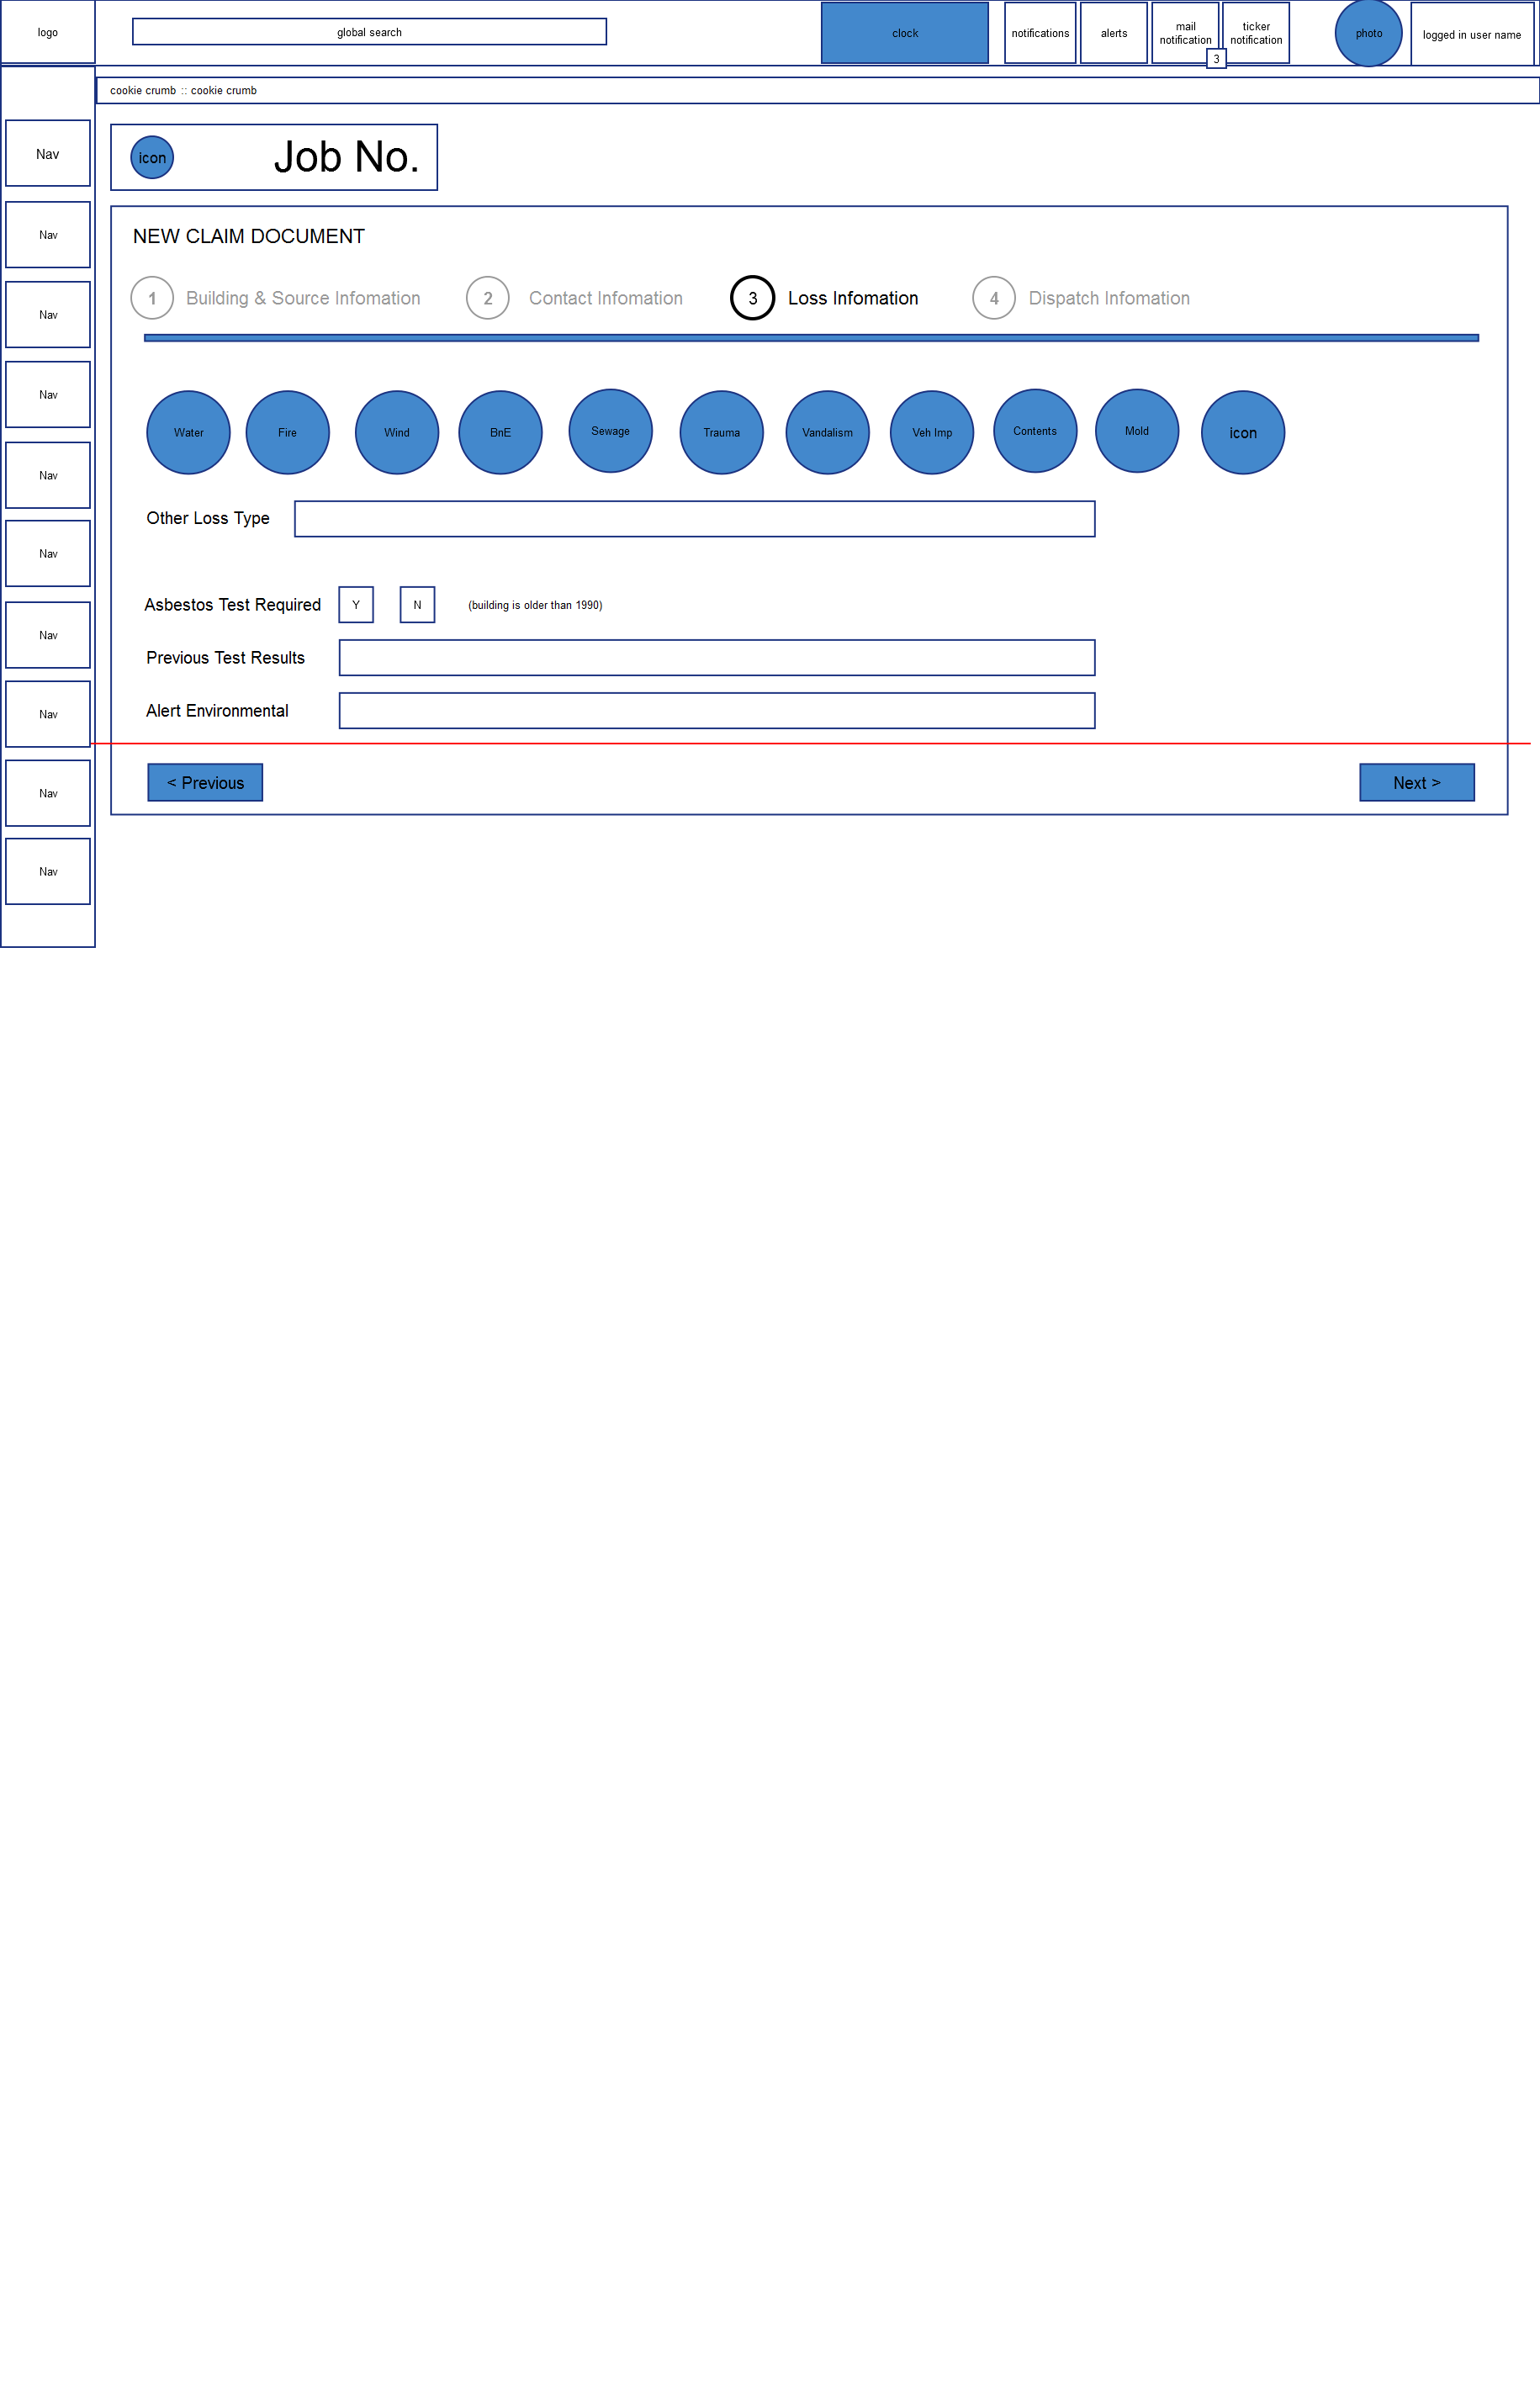 logo
global search
clock
notifications
alerts
mail
notification
3
ticker
notification
photo
logged in user name
cookie crumb :: cookie crumb
Nav
Nav
Nav
Nav
Nav
Nav
Nav
Nav
Nav
Nav
icon
Job No.
NEW CLAIM DOCUMENT
1 Building & Source Infomation
2 Contact Infomation
3 Loss Infomation
4 Dispatch Infomation
Water
Fire
Wind
BnE
Sewage
Trauma
Vandalism
Veh Imp
Contents
Mold
icon
Other Loss Type
Asbestos Test Required Y N (building is older than 1990)
Previous Test Results
Alert Environmental
< Previous
Next >